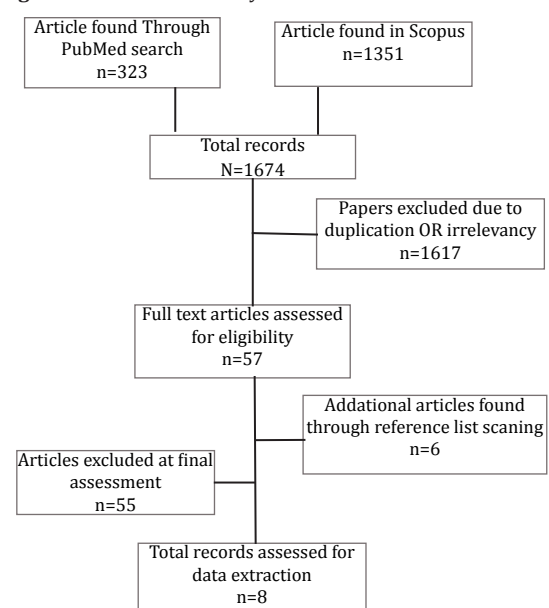 Article found Through
PubMed search
n=323
Article found in Scopus
n=1351
Total records
N=1674
Papers excluded due to
duplication OR irrelevancy
n=1617
Full text articles assessed
for eligibility
n=57
Addational articles found
through reference list scaning
n=6
Articles excluded at final
assessment
n=55
Total records assessed for
data extraction
n=8